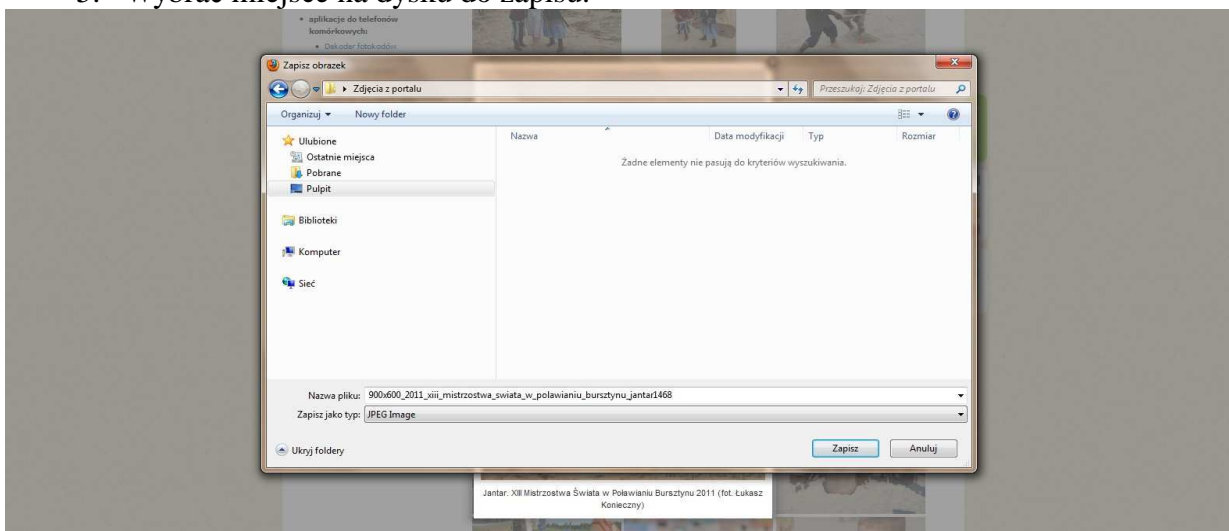 Wybrać miejsce na dysku do zapisu.
aplikacje do telefonów
komórkowych:
Dekoder fotokodów
Zapisz obrazek
Zdjęcia z portalu
Przeszukaj: Zdjęcia z portalu
Organizuj
Nowy folder
Ulubione
Ostatnie miejsca
Pobrane
Pulpit
Biblioteki
Komputer
Sieć
Nazwa Data modyfikacji Typ Rozmiar
Żadne elementy nie pasują do kryteriów wyszukiwania.
Nazwa pliku: 900x600_2011_xiii_mistrzostwa_swiata_w_polawianiu_bursztynu_jantar1468
Zapisz jako typ: JPEG Image
Ukryj foldery
Zapisz
Anuluj
Jantar. XIII Mistrzostwa Świata w Poławianiu Bursztynu 2011 (fot. Łukasz
Konieczny)